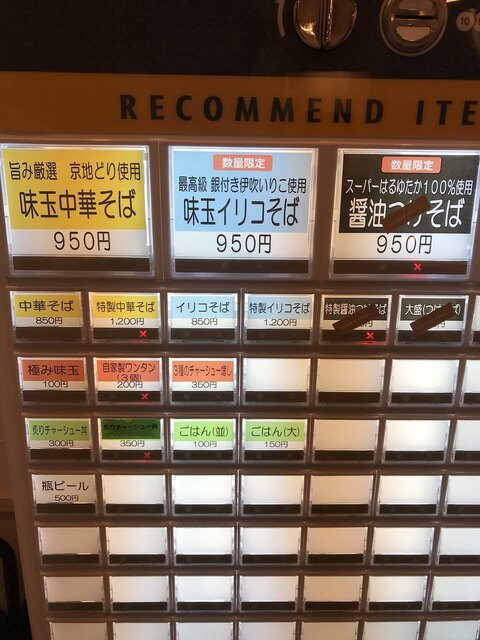 RECOMMEND ITE
旨み厳選 京地どり使用
味玉中華そば
950円
数量限定
最高級 銀付き伊吹いりこ使用
味玉イリコそば
950円
数量限定
スーパーはるゆたか100%使用
醤油つけそば
950円
中華そば
850円
特製中華そば
1,200円
イリコそば
850円
特製イリコそば
1,200円
特製醤油つけそば
大盛(つけそば)
極み味玉
100円
自家製ワンタン
(3個)
200円
3種のチャーシュー増し
350円
炙りチャーシュー丼
300円
350円
ごはん(並)
100円
ごはん(大)
150円
瓶ビール
500円